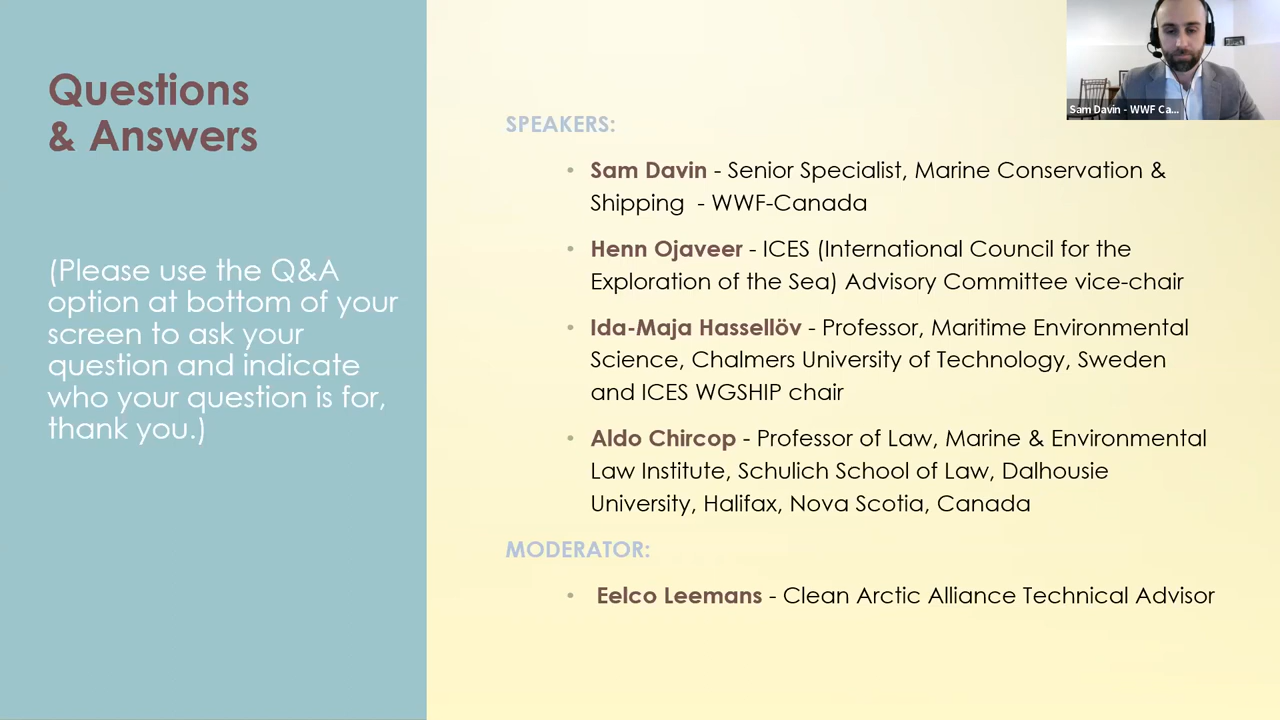 Questions
& Answers
(Please use the Q&A
option at bottom of your
screen to ask your
question and indicate
who your question is for,
thank you.)
SPEAKERS:
• Sam Davin - Senior Specialist, Marine Conservation &
Shipping - WWF-Canada
• Henn Ojaveer - ICES (International Council for the
Exploration of the Sea) Advisory Committee vice-chair
• Ida-Maja Hassellöv - Professor, Maritime Environmental
Science, Chalmers University of Technology, Sweden
and ICES WGSHIP chair
• Aldo Chircop - Professor of Law, Marine & Environmental
Law Institute, Schulich School of Law, Dalhousie
University, Halifax, Nova Scotia, Canada
MODERATOR:
• Eelco Leemans - Clean Arctic Alliance Technical Advisor
Sam Davin - WWF Ca...